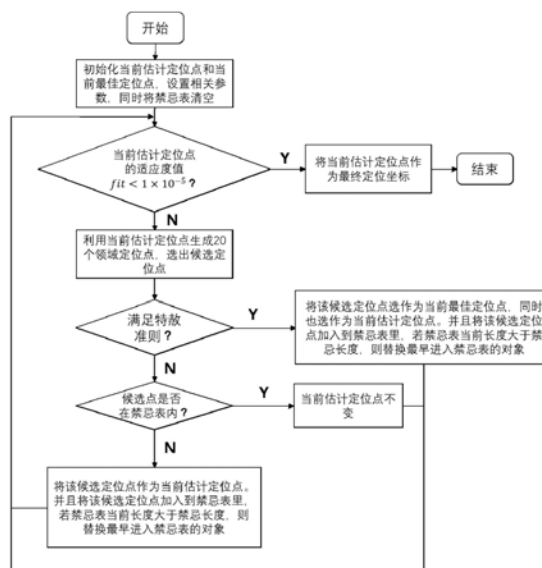 开始
初始化当前估计定位点和当
前最佳定位点，设置相关参
数，同时将禁忌表清空
当前估计定位点
的适应度值
fit < 1 × 10⁻⁵？
Y
将当前估计定位点作
为最终定位坐标
结束
N
利用当前估计定位点生成20
个领域定位点，选出候选定
位点
满足特赦
准则？
Y
将该候选定位点选作为当前最佳定位点，同时
也选作为当前估计定位点。并且将该候选定位
点加入到禁忌表里，若禁忌表当前长度大于禁
忌长度，则替换最早进入禁忌表的对象
N
候选点是否
在禁忌表内？
Y
当前估计定位点不
变
N
将该候选定位点作为当前估计定位点。
并且将该候选定位点加入到禁忌表里，
若禁忌表当前长度大于禁忌长度，则
替换最早进入禁忌表的对象